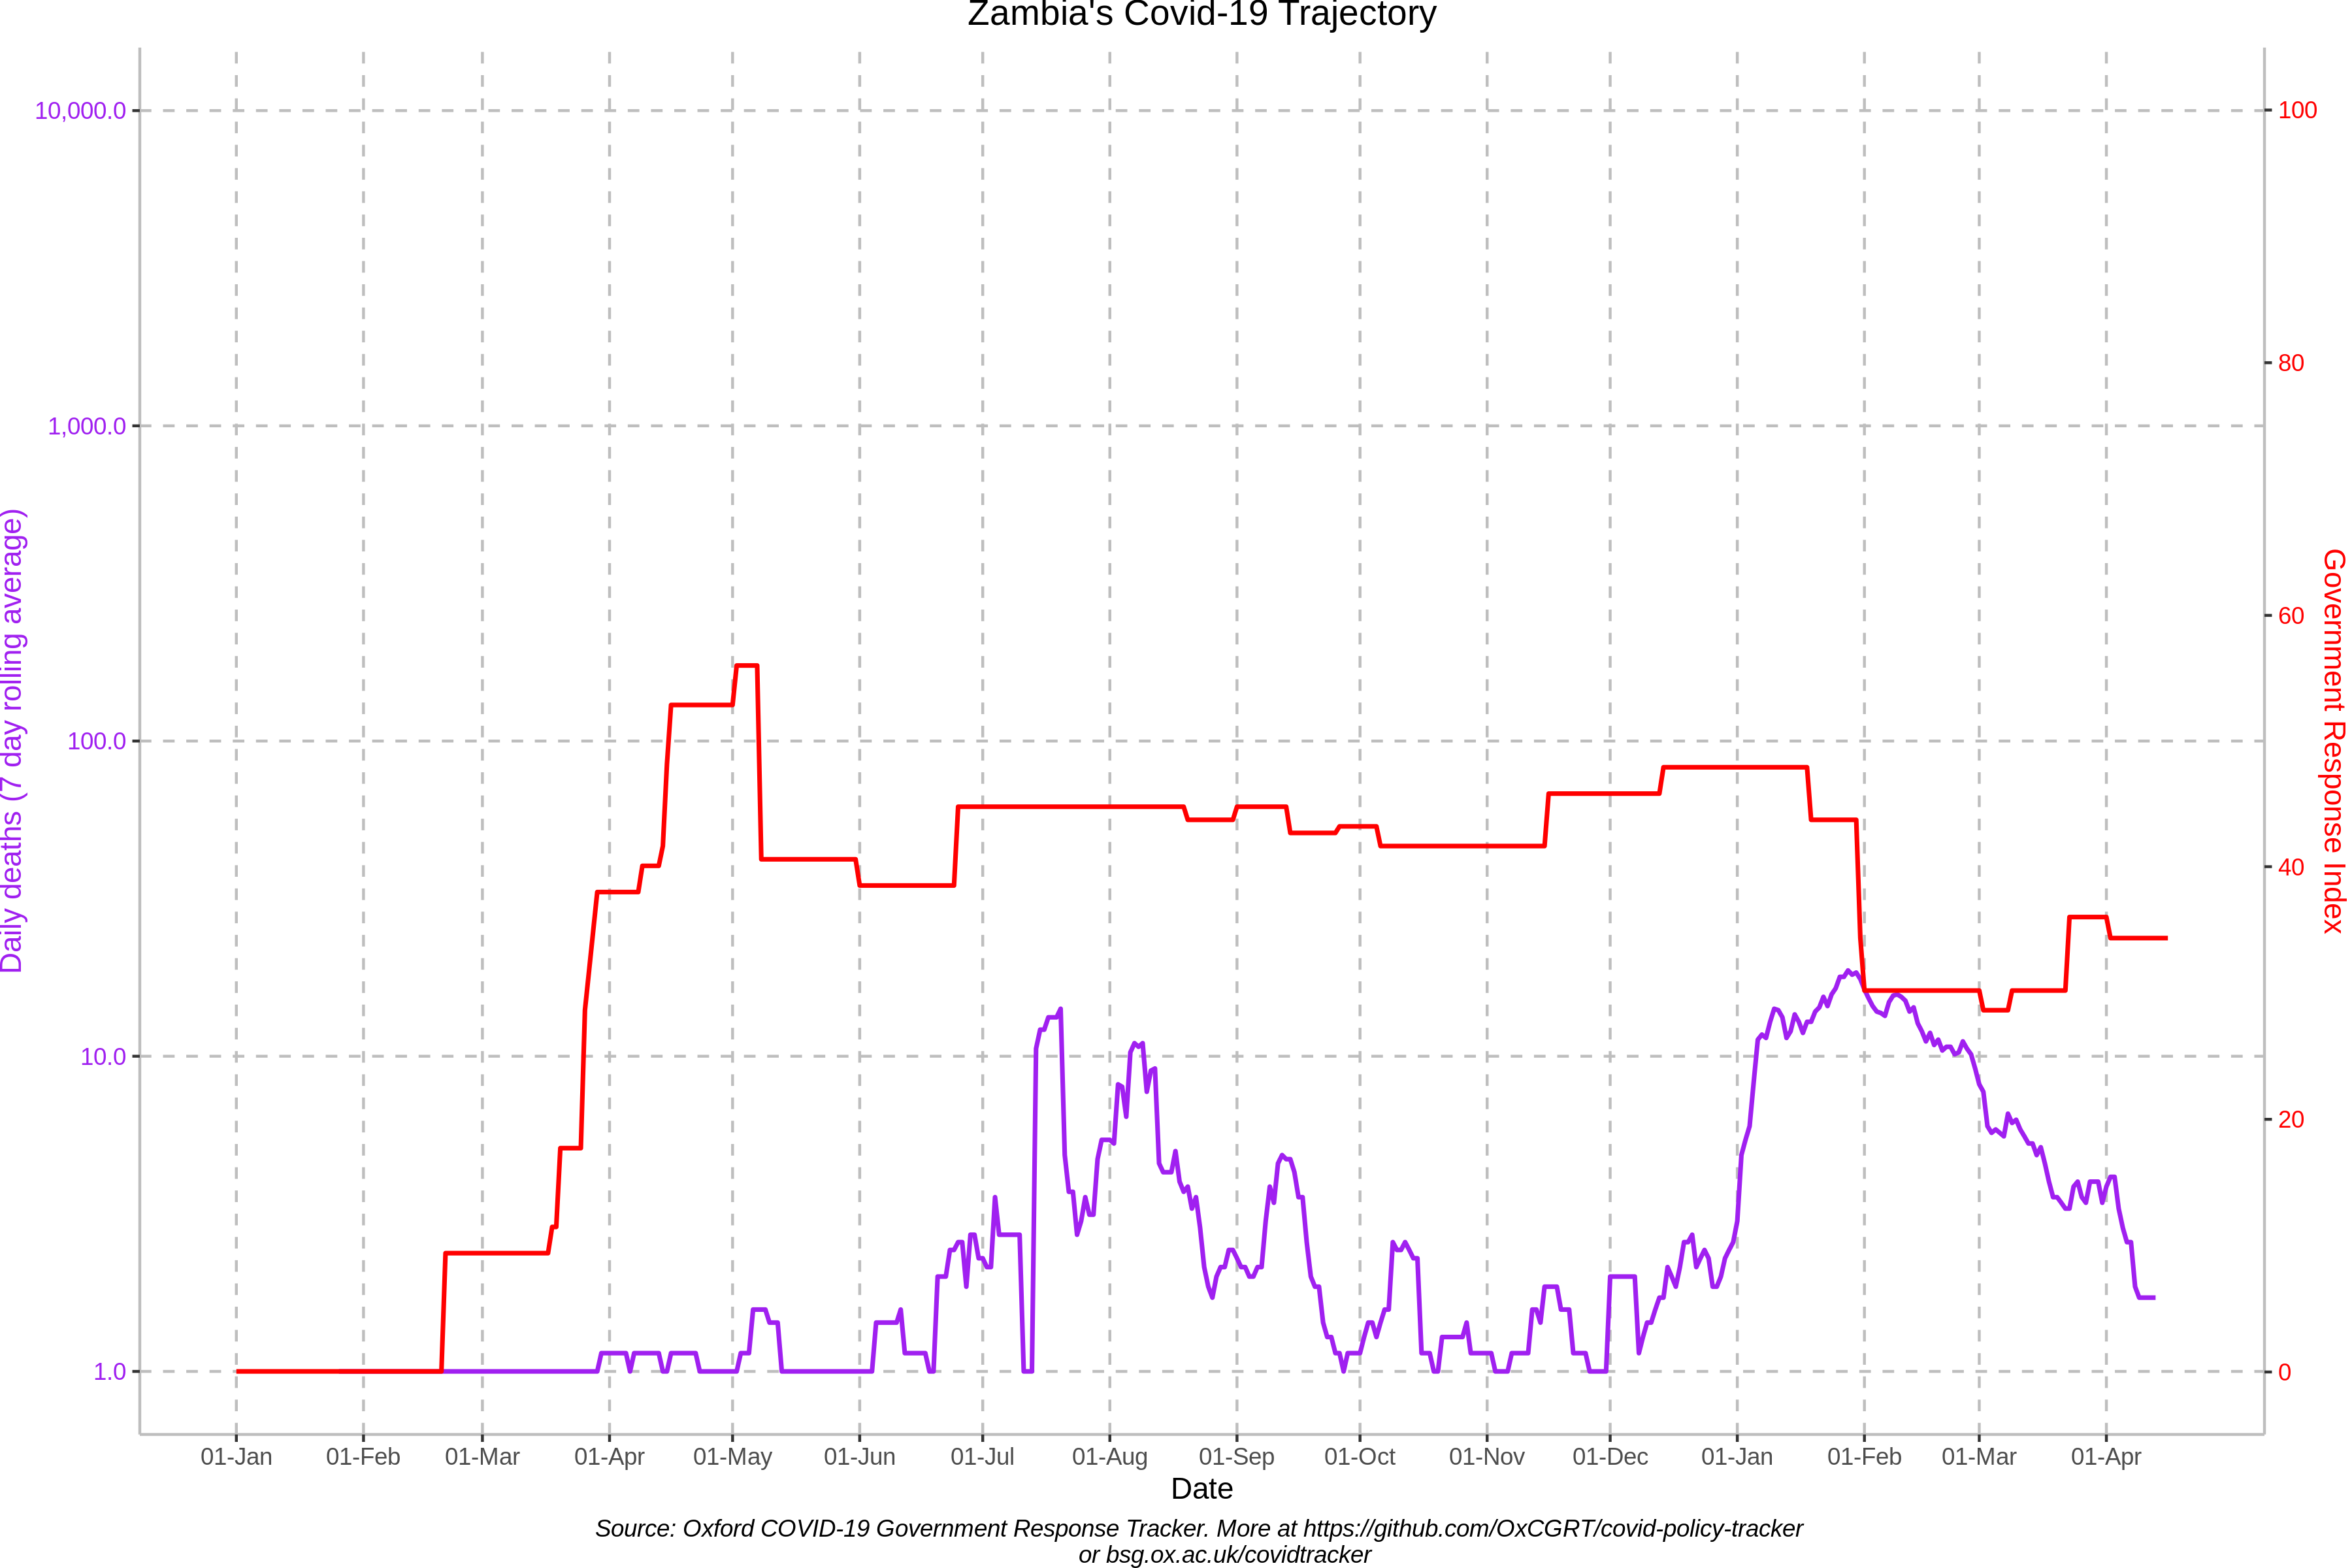 Zambia's Covid-19 Trajectory
10,000.0
1,000.0
100.0
10.0
1.0
Daily deaths (7 day rolling average)
100
80
60
40
20
0
Government Response Index
01-Jan 01-Feb 01-Mar 01-Apr 01-May 01-Jun 01-Jul 01-Aug 01-Sep 01-Oct 01-Nov 01-Dec 01-Jan 01-Feb 01-Mar 01-Apr
Date
Source: Oxford COVID-19 Government Response Tracker. More at https://github.com/OxCGRT/covid-policy-tracker
or bsg.ox.ac.uk/covidtracker